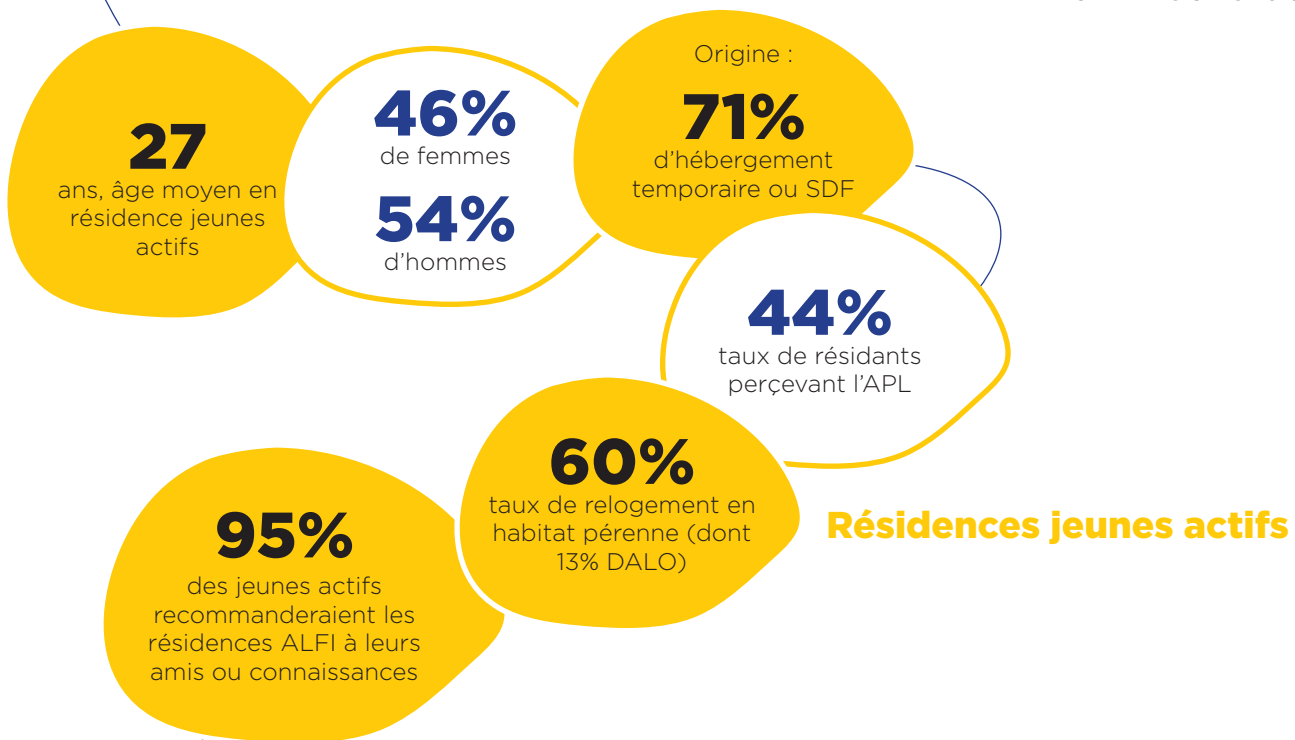 27
ans, âge moyen en
résidence jeunes
actifs
46%
de femmes
54%
d'hommes
Origine :
71%
d'hébergement
temporaire ou SDF
44%
taux de résidants
perçevant l'APL
60%
taux de relogement en
habitat pérenne (dont
13% DALO)
Résidences jeunes actifs
95%
des jeunes actifs
recommanderaient les
résidences ALFI à leurs
amis ou connaissances